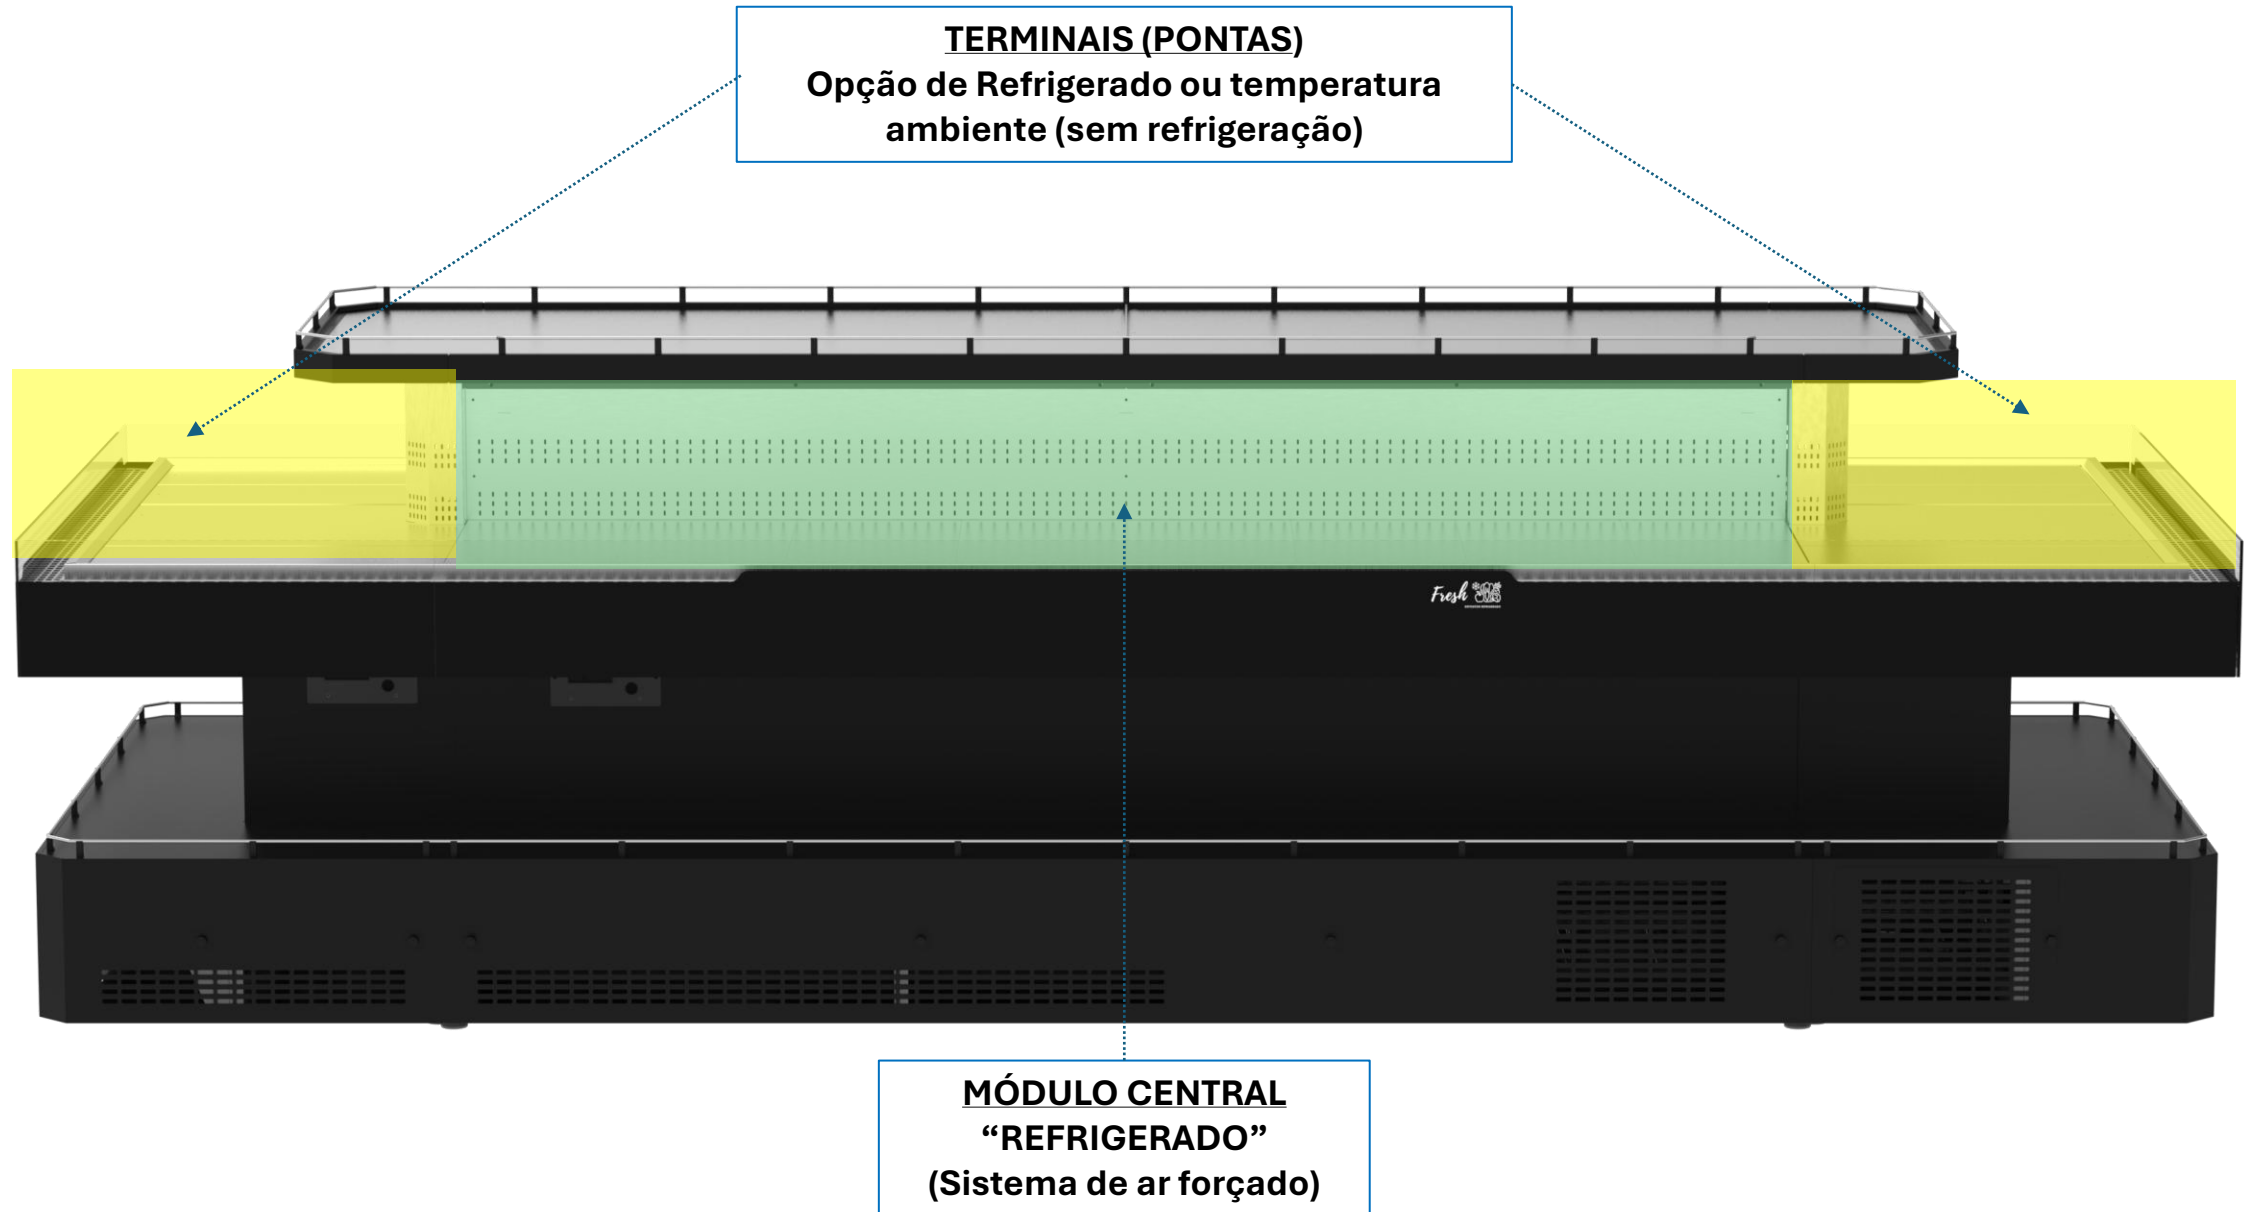 TERMINAIS (PONTAS)
Opção de Refrigerado ou temperatura
ambiente (sem refrigeração)
Fresh
MÓDULO CENTRAL
“REFRIGERADO”
(Sistema de ar forçado)